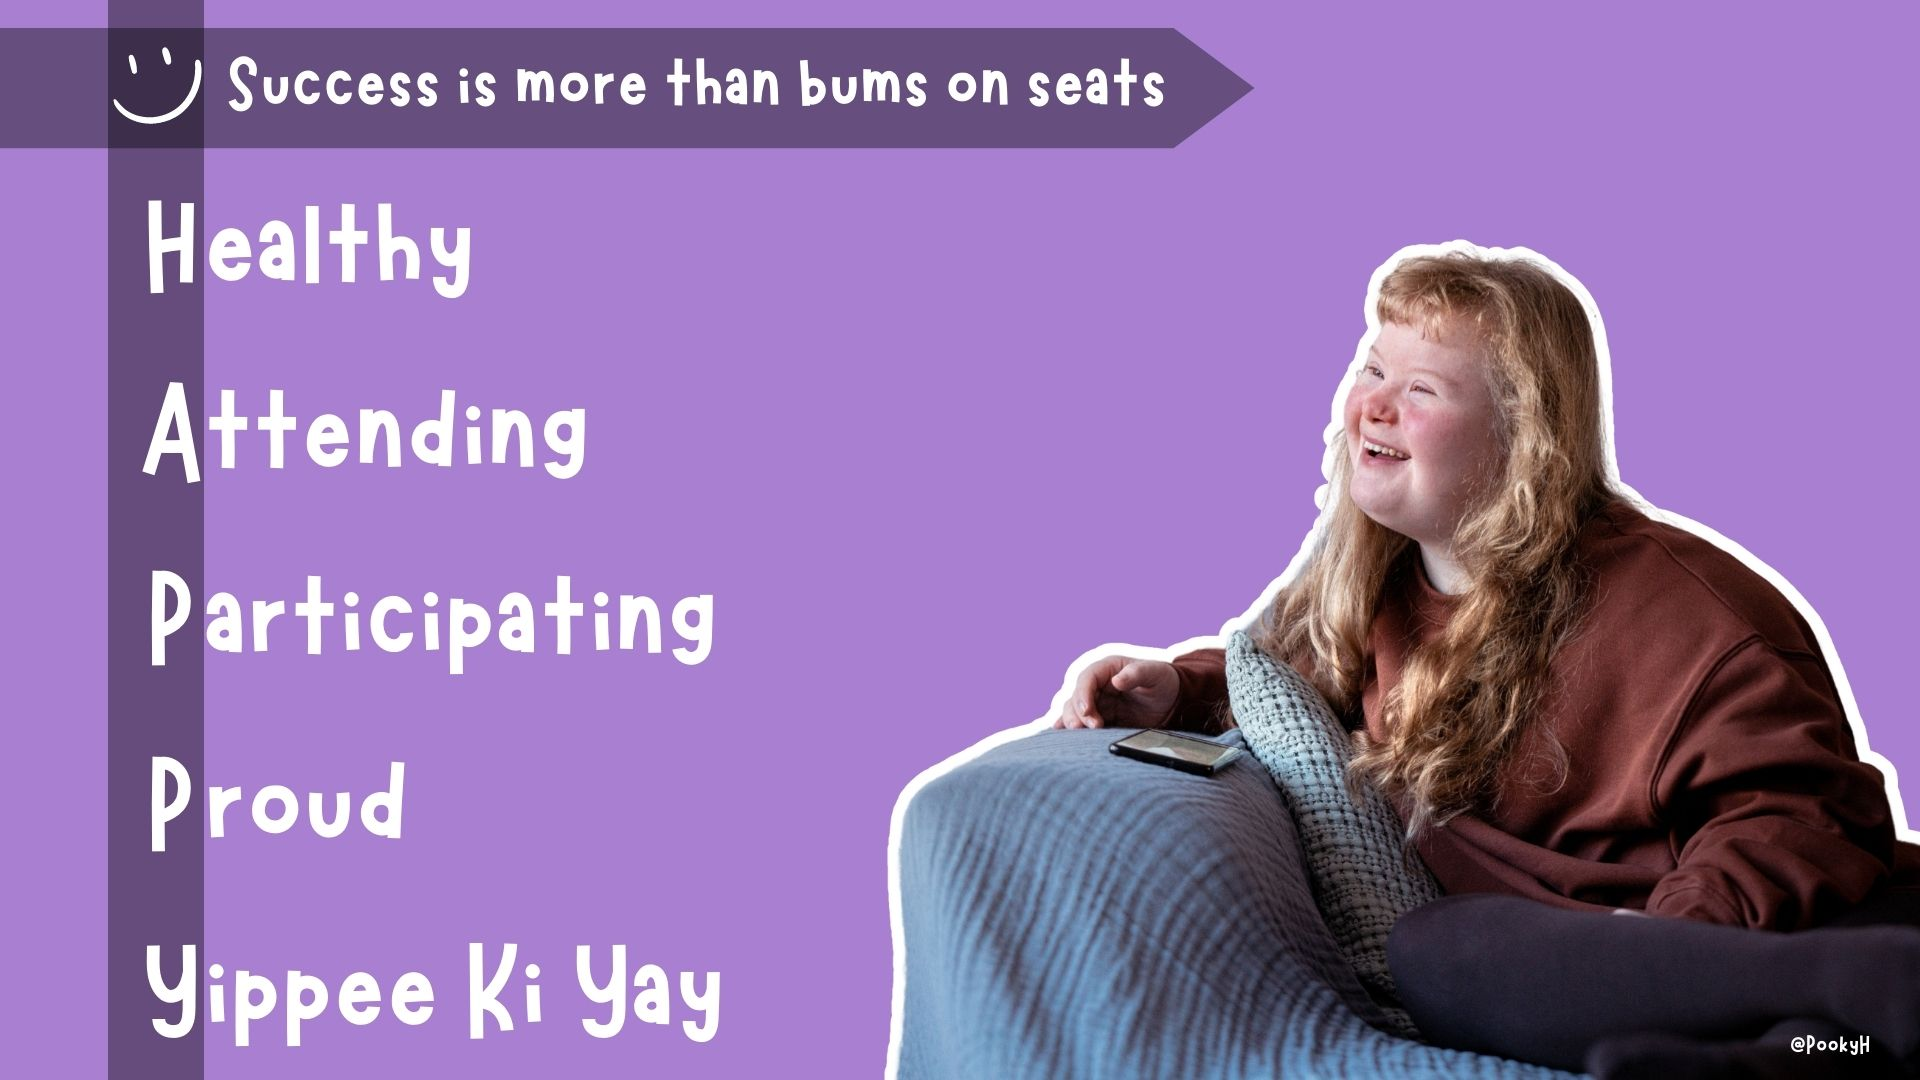 Success is more than bums on seats
Healthy
Attending
Participating
Proud
Yippee Ki Yay
@PookyH